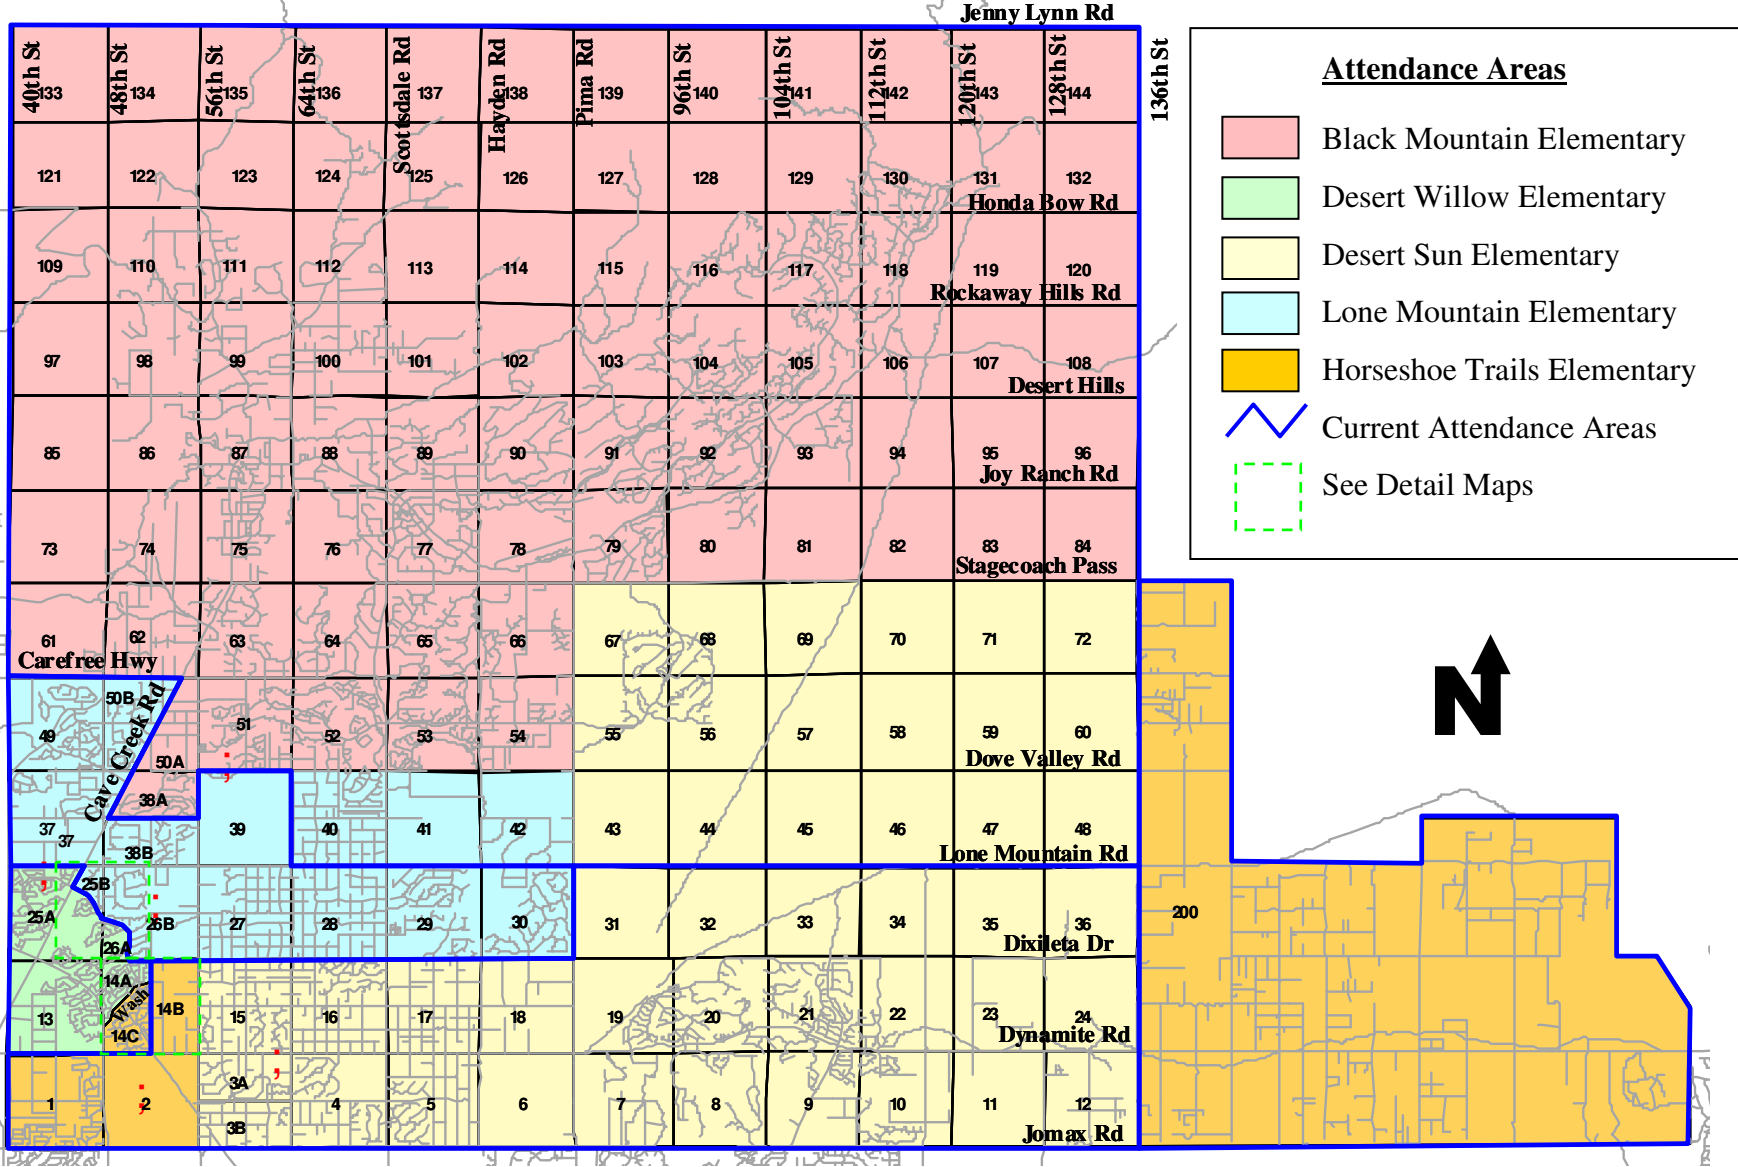 Jenny Lynn Rd
40th St
48th St
56th St
64th St
Scottsdale Rd
Hayden Rd
Pima Rd
96th St
104th St
112th St
120th St
128th St
136th St
133 134 135 136 137 138 139 140 141 142 143 144
121 122 123 124 125 126 127 128 129 130 131 132
Honda Bow Rd
109 110 111 112 113 114 115 116 117 118 119 120
Rockaway Hills Rd
97 98 99 100 101 102 103 104 105 106 107 108
Desert Hills
85 86 87 88 89 90 91 92 93 94 95 96
Joy Ranch Rd
73 74 75 76 77 78 79 80 81 82 83 84
Stagecoach Pass
61 62 63 64 65 66 67 68 69 70 71 72
Carefree Hwy
49 50B 50A 51 52 53 54 55 56 57 58 59 60
Cave Creek Rd
Dove Valley Rd
37 37 38A 38B 39 40 41 42 43 44 45 46 47 48
Lone Mountain Rd
25A 25B 26A 26B 27 28 29 30 31 32 33 34 35 36
Dixileta Dr
200
13 14A 14B 14C 15 16 17 18 19 20 21 22 23 24
Wash
Dynamite Rd
1 2 3A 3B 4 5 6 7 8 9 10 11 12
Jomax Rd
Attendance Areas
Black Mountain Elementary
Desert Willow Elementary
Desert Sun Elementary
Lone Mountain Elementary
Horseshoe Trails Elementary
Current Attendance Areas
See Detail Maps
N